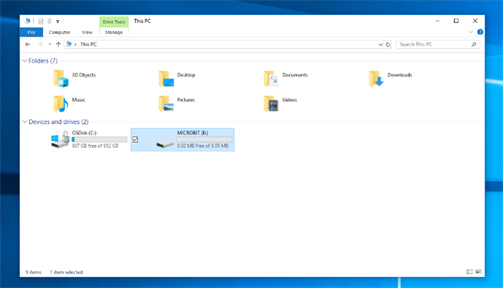 Drive Tools This PC
File Computer View Manage
This PC
Search This PC
Folders (7)
3D Objects Desktop Documents Downloads
Music Pictures Videos
Devices and drives (2)
OSDisk (C:) MICROBIT (E:)
907 GB free of 952 GB 8.02 MB free of 8.05 MB
9 items 1 item selected